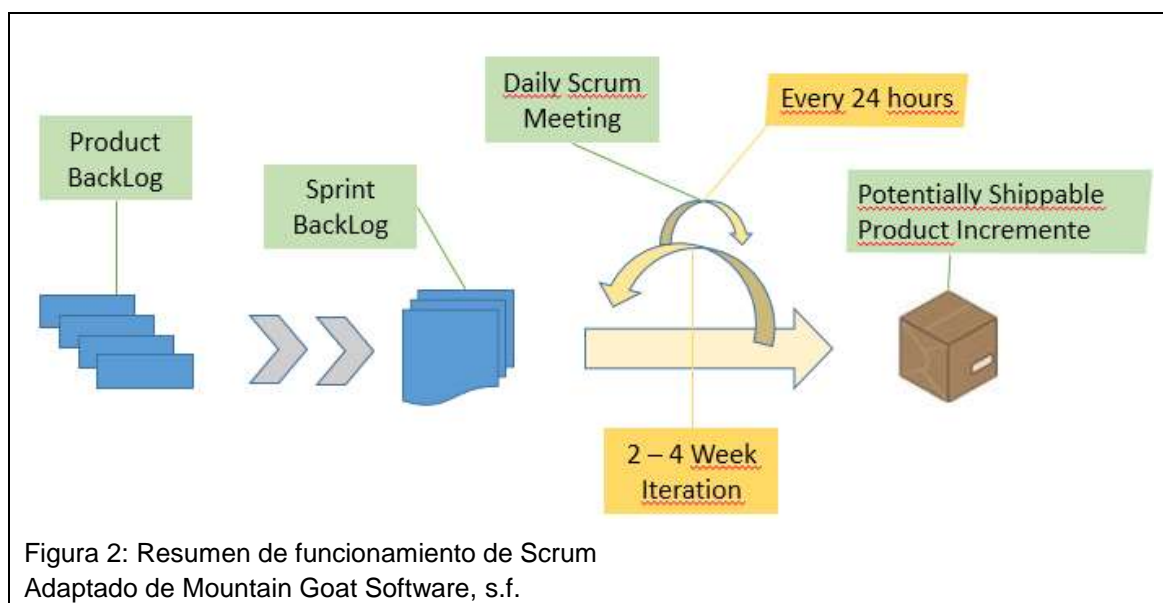 Daily Scrum
Meeting
Every 24 hours
Product
BackLog
Sprint
BackLog
Potentially Shippable
Product Incremente
2 – 4 Week
Iteration
Figura 2: Resumen de funcionamiento de Scrum
Adaptado de Mountain Goat Software, s.f.